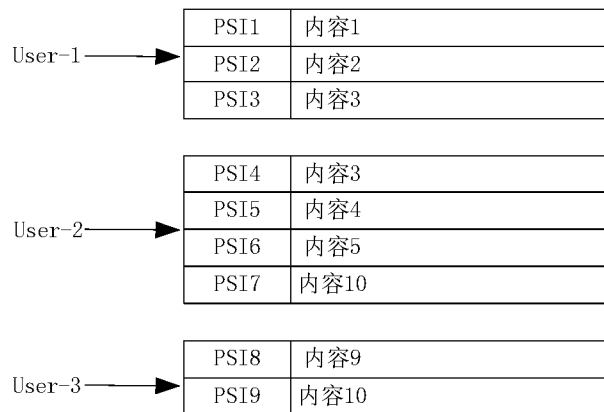 PSI1 内容1
User-1 PSI2 内容2
PSI3 内容3
PSI4 内容3
PSI5 内容4
User-2 PSI6 内容5
PSI7 内容10
PSI8 内容9
User-3 PSI9 内容10